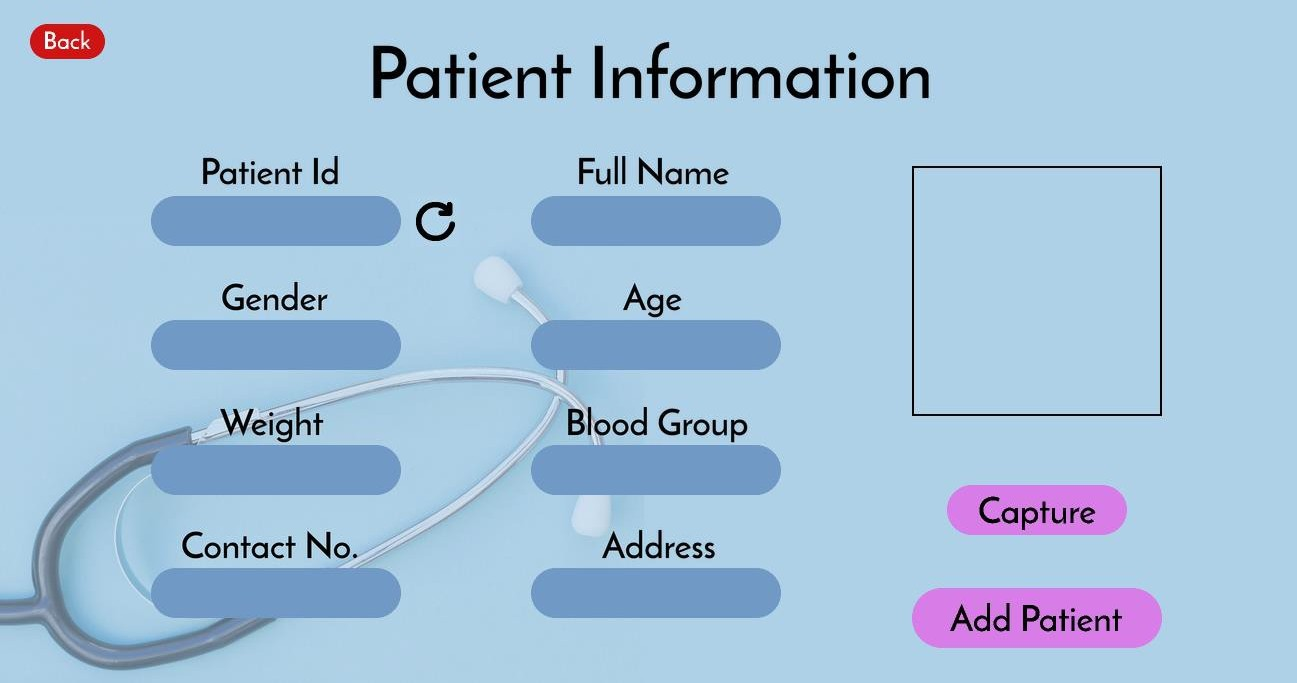 Back
Patient Information
Patient Id
Full Name
Gender
Age
Weight
Blood Group
Contact No.
Address
Capture
Add Patient